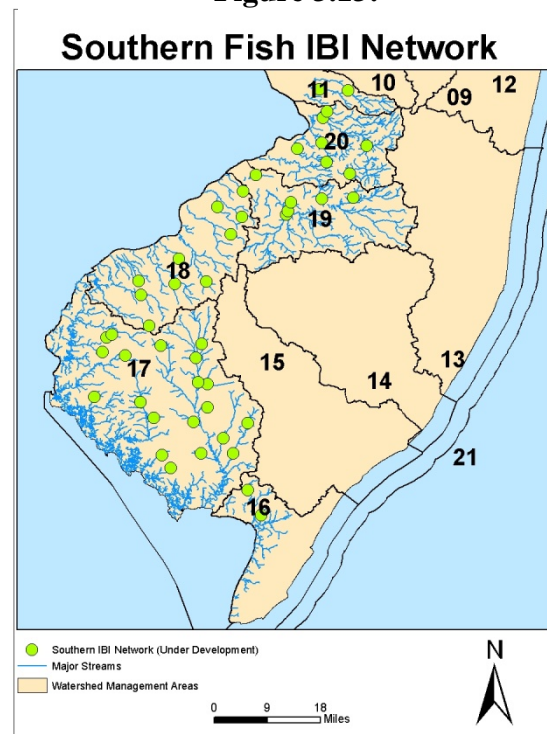 Southern Fish IBI Network
11
10
09
12
20
19
18
17
15
14
13
21
16
Southern IBI Network (Under Development)
Major Streams
Watershed Management Areas
0 9 18
Miles
N